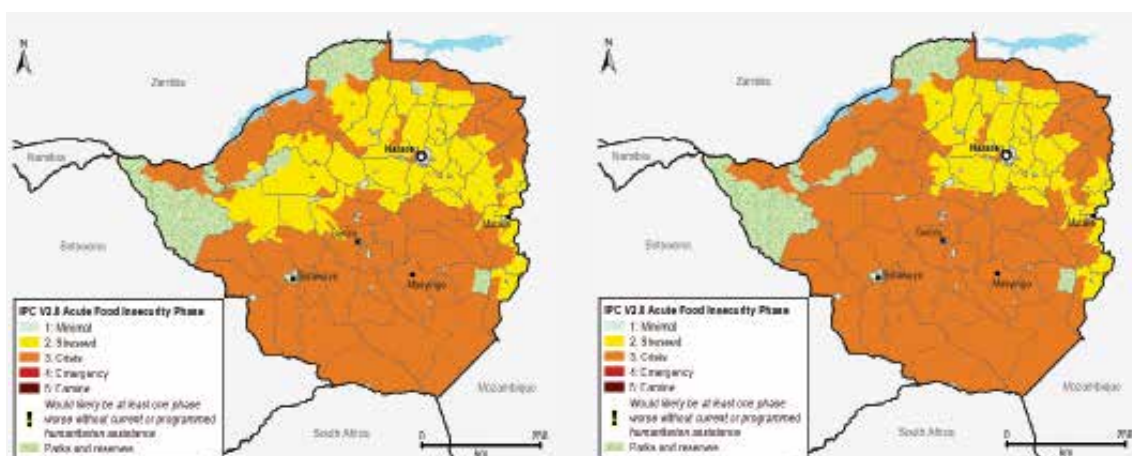 N
Zambia
Namibia
Harare
Botswana
Gweru
Bulawayo
Masvingo
Mutare
IPC V3.0 Acute Food Insecurity Phase
1: Minimal
2: Stressed
3: Crisis
4: Emergency
5: Famine
Would likely be at least one phase
worse without current or programmed
humanitarian assistance
Parks and reserves
Mozambique
South Africa
0
km
N
Zambia
Namibia
Harare
Botswana
Gweru
Bulawayo
Masvingo
Mutare
IPC V3.0 Acute Food Insecurity Phase
1: Minimal
2: Stressed
3: Crisis
4: Emergency
5: Famine
Would likely be at least one phase
worse without current or programmed
humanitarian assistance
Parks and reserves
Mozambique
South Africa
0
km